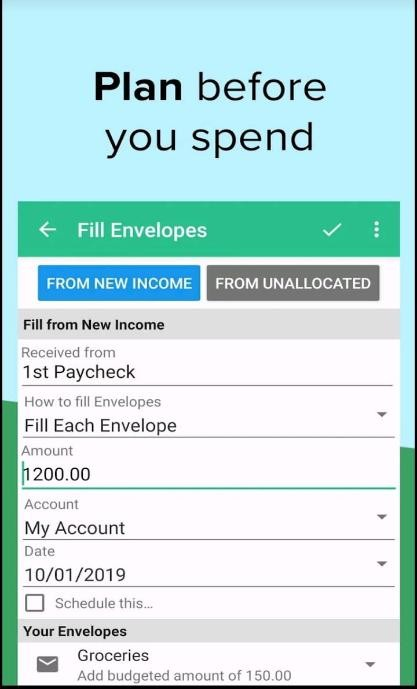 Plan before
you spend
Fill Envelopes
FROM NEW INCOME
FROM UNALLOCATED
Fill from New Income
Received from
1st Paycheck
How to fill Envelopes
Fill Each Envelope
Amount
1200.00
Account
My Account
Date
10/01/2019
Schedule this...
Your Envelopes
Groceries
Add budgeted amount of 150.00